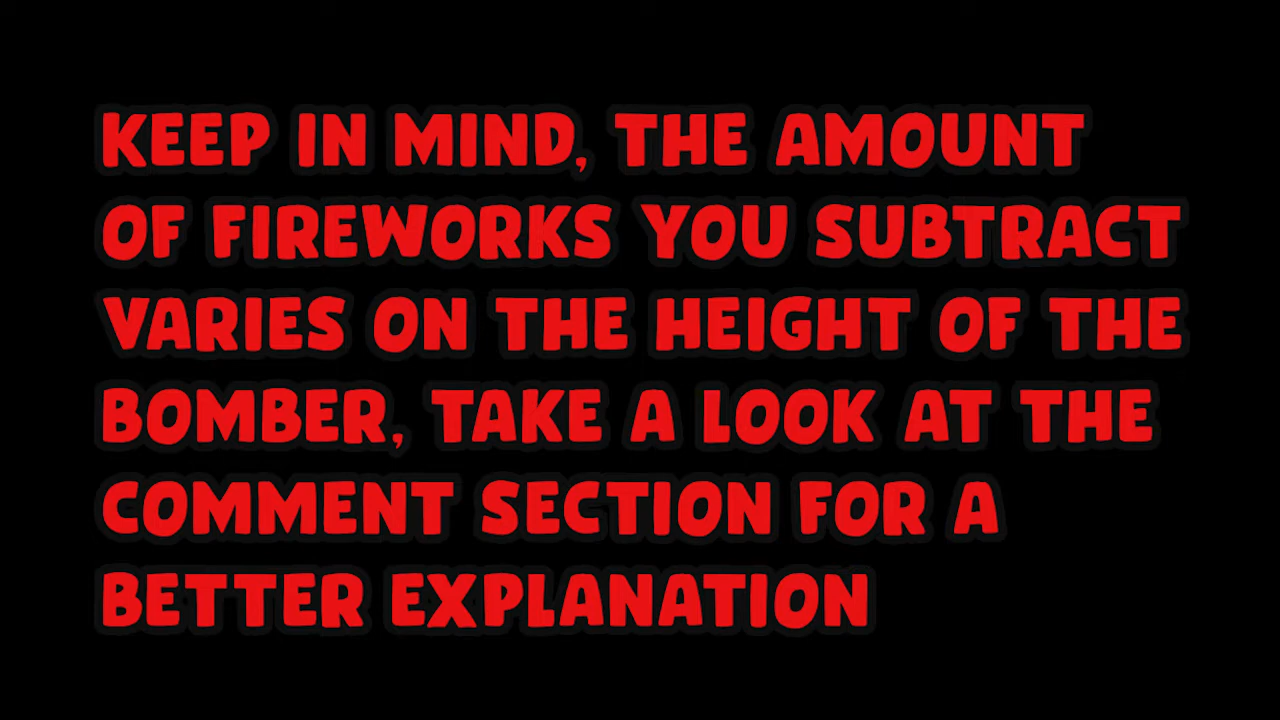 KEEP IN MIND, THE AMOUNT
OF FIREWORKS YOU SUBTRACT
VARIES ON THE HEIGHT OF THE
BOMBER, TAKE A LOOK AT THE
COMMENT SECTION FOR A
BETTER EXPLANATION